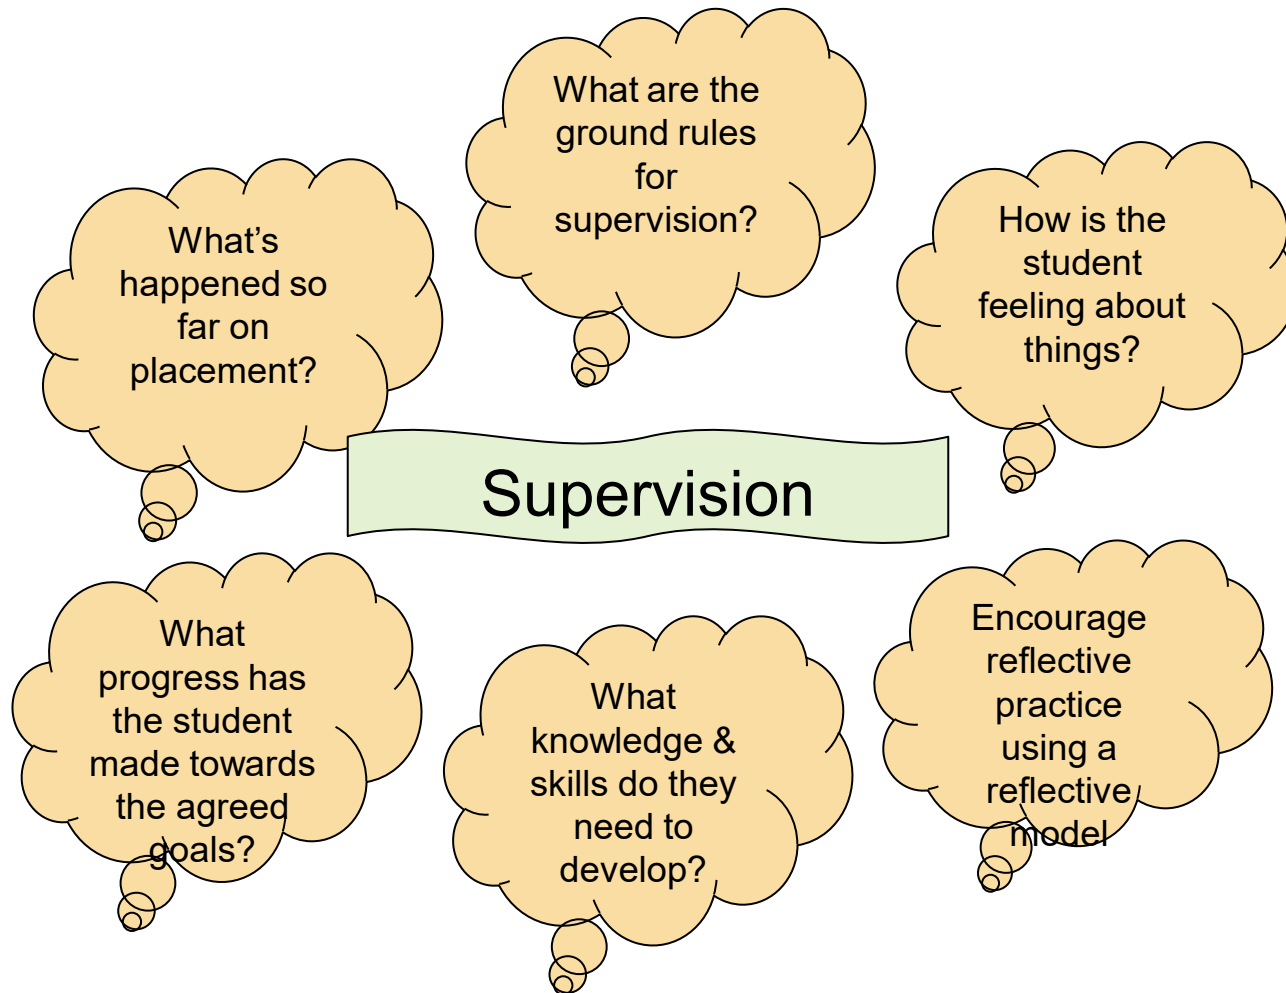 What are the
ground rules
for
supervision?
What’s
happened so
far on
placement?
How is the
student
feeling about
things?
Supervision
What
progress has
the student
made towards
the agreed
goals?
What
knowledge &
skills do they
need to
develop?
Encourage
reflective
practice
using a
reflective
model